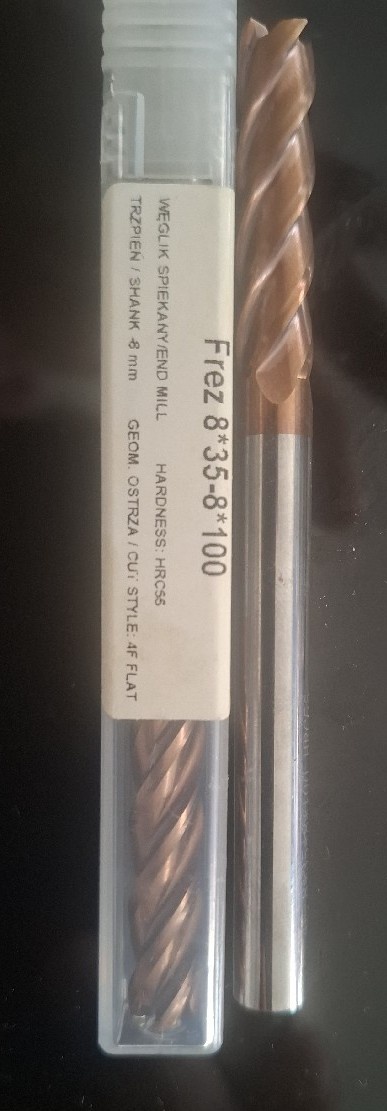 Frez 8*35-8*100
WĘGLIK SPIEKANY/END MILL HARDNESS: HRC56
TRZPIEŃ / SHANK -8 mm GEOM. OSTRZA / CUT STYLE: 4F FLAT